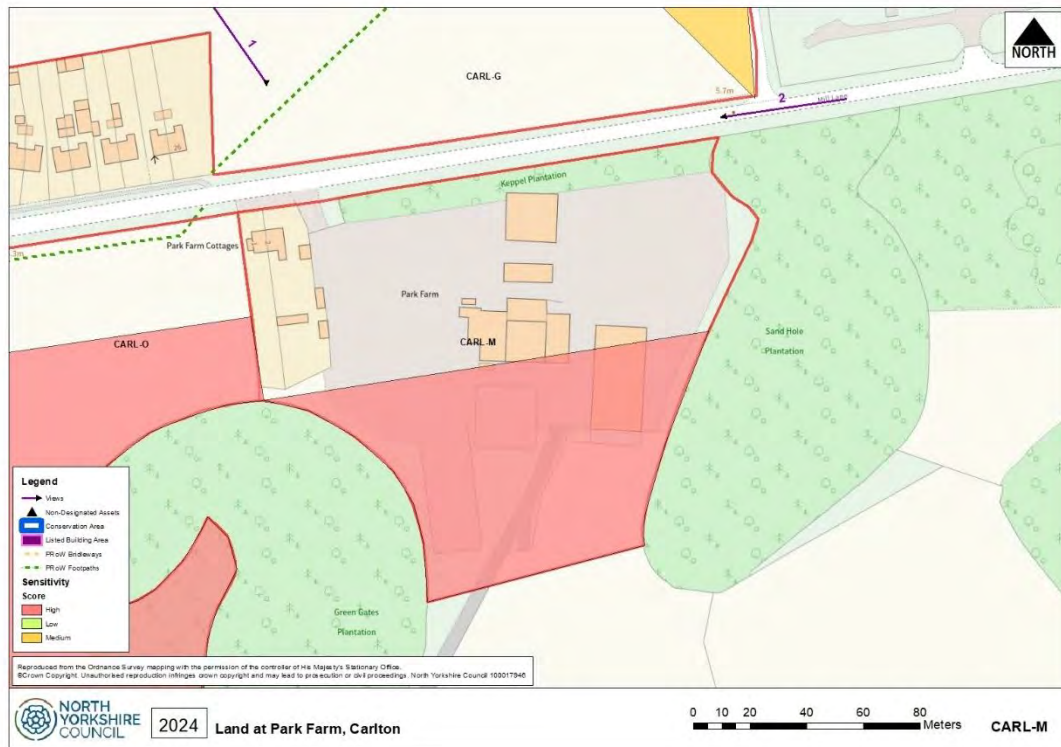 1
CARL-G
NORTH
5.7m
2
Mill Lane
25
Keppel Plantation
Park Farm Cottages
Park Farm
CARL-O
CARL-M
Sand Hole
Plantation
Green Gates
Plantation
Legend
Views
Non-Designated Assets
Conservation Area
Listed Building Area
PRoW Bridleways
PRoW Footpaths
Sensitivity
Score
High
Low
Medium
Reproduced from the Ordnance Survey mapping with the permission of the controller of His Majesty's Stationary Office.
©Crown Copyright. Unauthorised reproduction infringes crown copyright and may lead to prosecution or civil proceedings. North Yorkshire Council 100017946
NORTH
YORKSHIRE
COUNCIL
2024
Land at Park Farm, Carlton
0 5 10 20 40 60 80
Meters
CARL-M